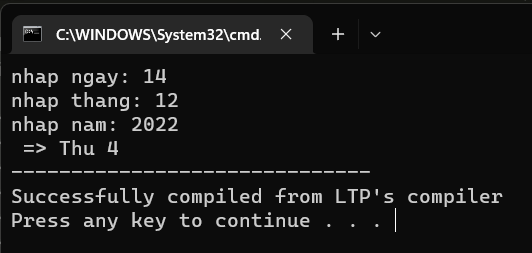 C:\WINDOWS\System32\cmd.
nhap ngay: 14
nhap thang: 12
nhap nam: 2022
 => Thu 4
------------------------------
Successfully compiled from LTP's compiler
Press any key to continue . . .